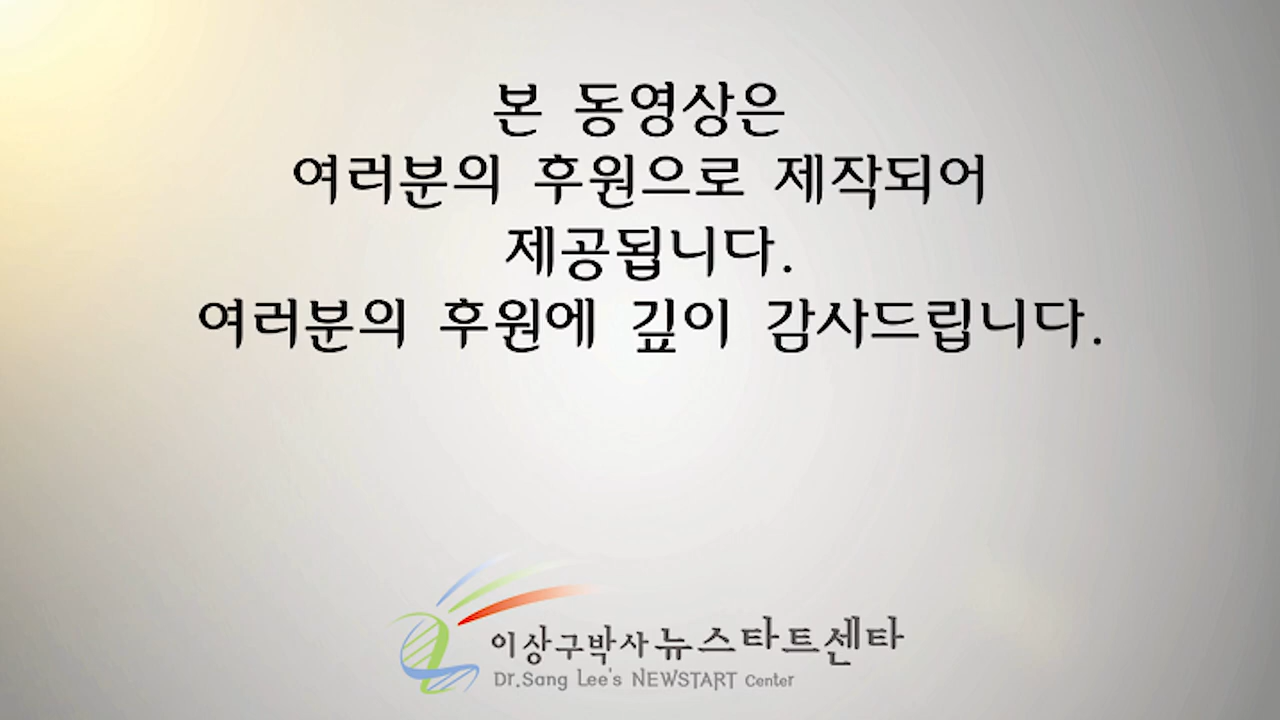 본 동영상은
여러분의 후원으로 제작되어
제공됩니다.
여러분의 후원에 깊이 감사드립니다.
이상구박사 뉴스타트센타
Dr.Sang Lee's NEWSTART Center